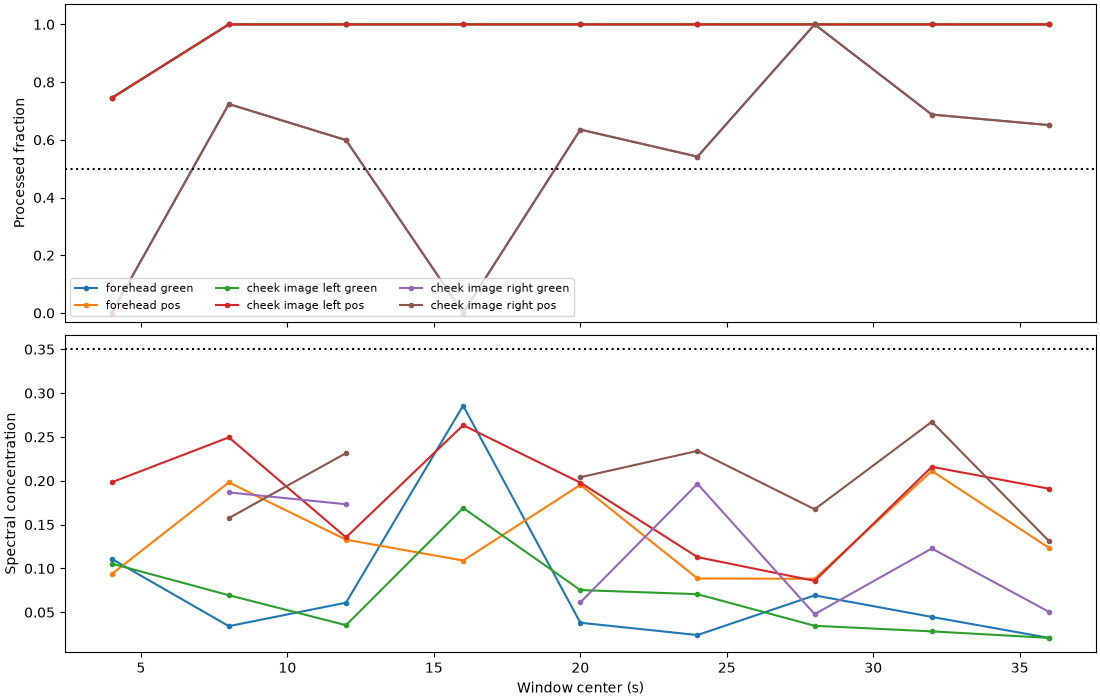 Processed fraction
1.0
0.8
0.6
0.4
0.2
0.0
forehead green
cheek image left green
cheek image right green
forehead pos
cheek image left pos
cheek image right pos
Spectral concentration
0.35
0.30
0.25
0.20
0.15
0.10
0.05
5 10 15 20 25 30 35
Window center (s)